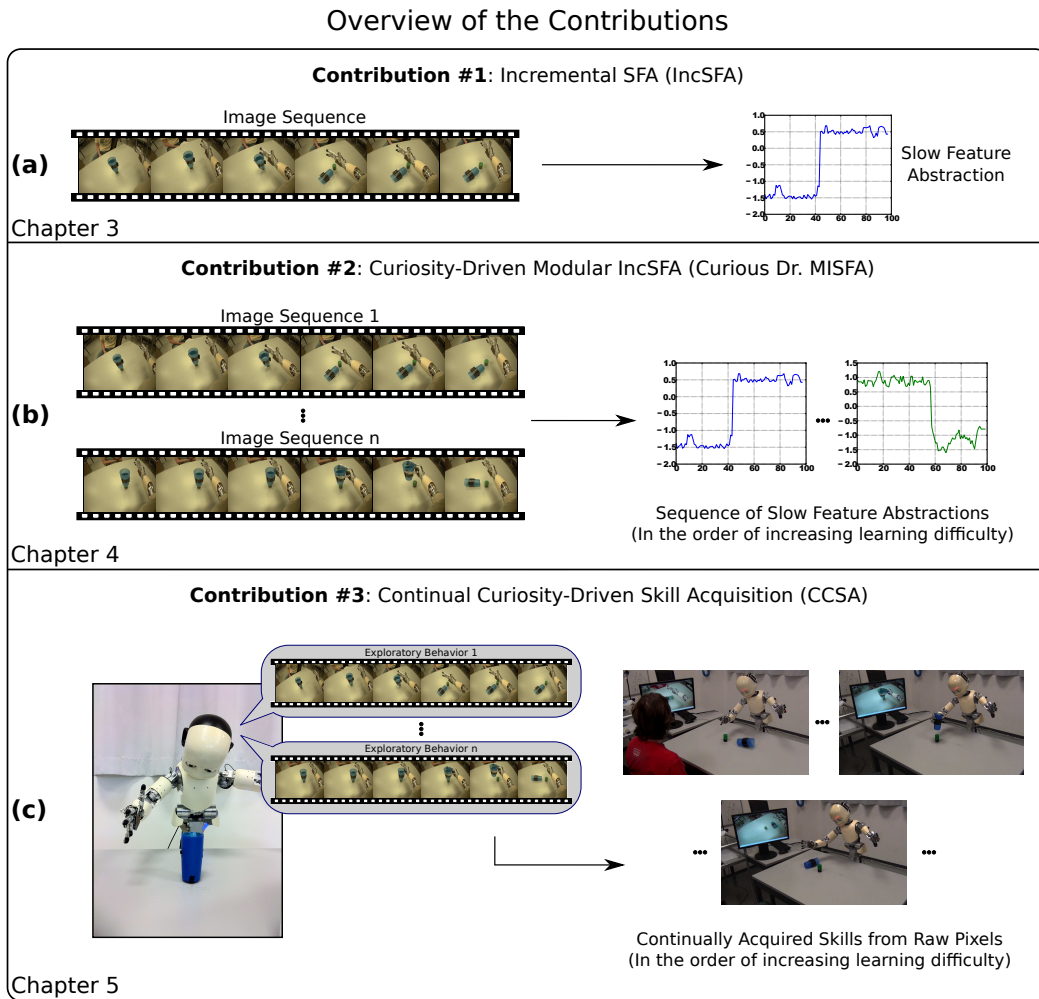 Overview of the Contributions
Contribution #1: Incremental SFA (IncSFA)
Image Sequence
(a)
1.0
0.5
0.0
−0.5
−1.0
−1.5
−2.0
0 20 40 60 80 100
Slow Feature
Abstraction
Chapter 3
Contribution #2: Curiosity-Driven Modular IncSFA (Curious Dr. MISFA)
Image Sequence 1
(b)
Image Sequence n
1.0
0.5
0.0
−0.5
−1.0
−1.5
−2.0
0 20 40 60 80 100
1.5
1.0
0.5
0.0
−0.5
−1.0
−1.5
−2.0
0 20 40 60 80 100
Sequence of Slow Feature Abstractions
(In the order of increasing learning difficulty)
Chapter 4
Contribution #3: Continual Curiosity-Driven Skill Acquisition (CCSA)
Exploratory Behavior 1
Exploratory Behavior n
(c)
Continually Acquired Skills from Raw Pixels
(In the order of increasing learning difficulty)
Chapter 5